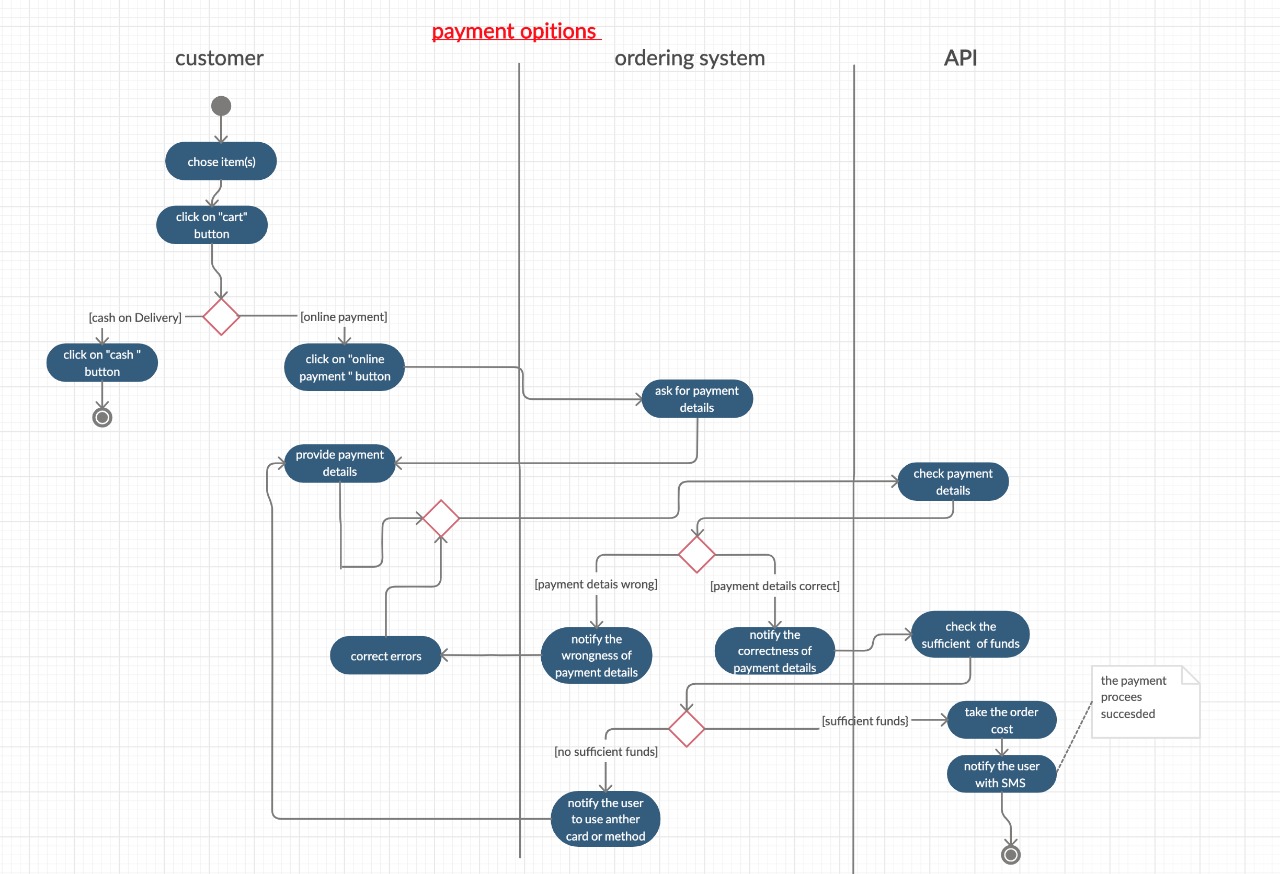 payment opitions
customer
ordering system
API
chose item(s)
click on "cart"
button
[cash on Delivery]
[online payment]
click on "cash "
button
click on "online
payment " button
ask for payment
details
provide payment
details
check payment
details
[payment detais wrong]
[payment details correct]
correct errors
notify the
wrongness of
payment details
notify the
correctness of
payment details
check the
sufficient  of funds
the payment
procees
succesded
[sufficient funds]
take the order
cost
[no sufficient funds]
notify the user
with SMS
notify the user
to use anther
card or method